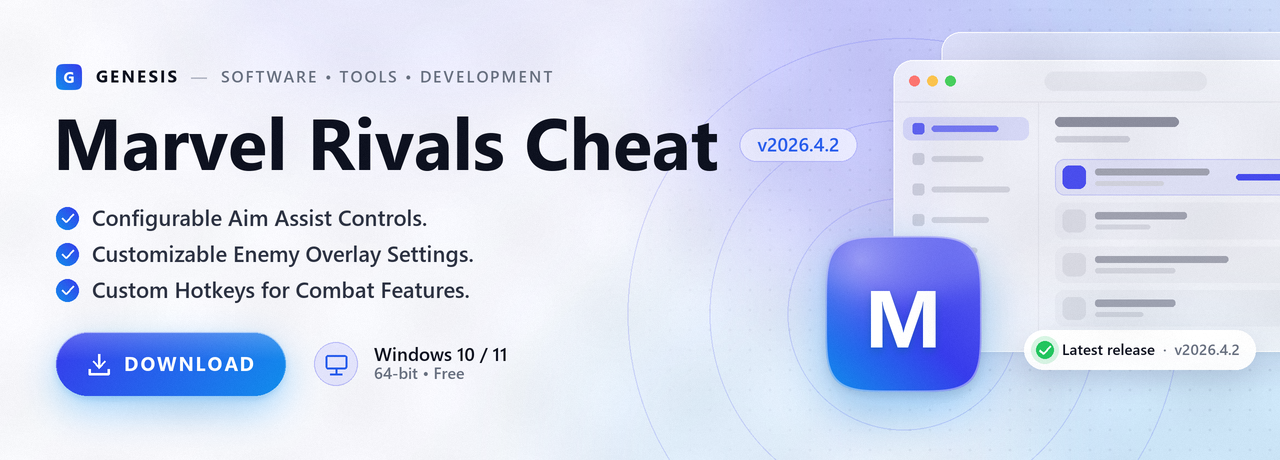 G GENESIS — SOFTWARE • TOOLS • DEVELOPMENT
Marvel Rivals Cheat v2026.4.2
Configurable Aim Assist Controls.
Customizable Enemy Overlay Settings.
Custom Hotkeys for Combat Features.
DOWNLOAD
Windows 10 / 11
64-bit • Free
M
Latest release · v2026.4.2